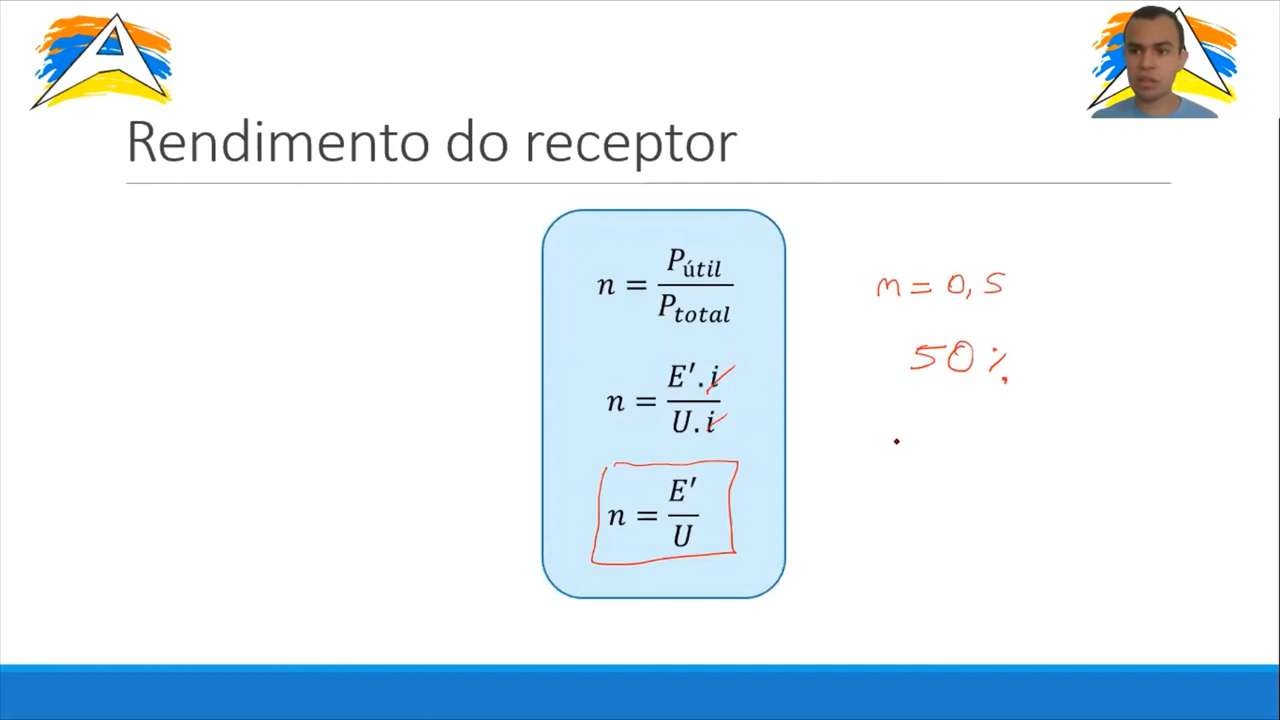 Rendimento do receptor
n = Pútil / Ptotal
n = E′.i / U.i
n = E′ / U
n = 0,5
50%